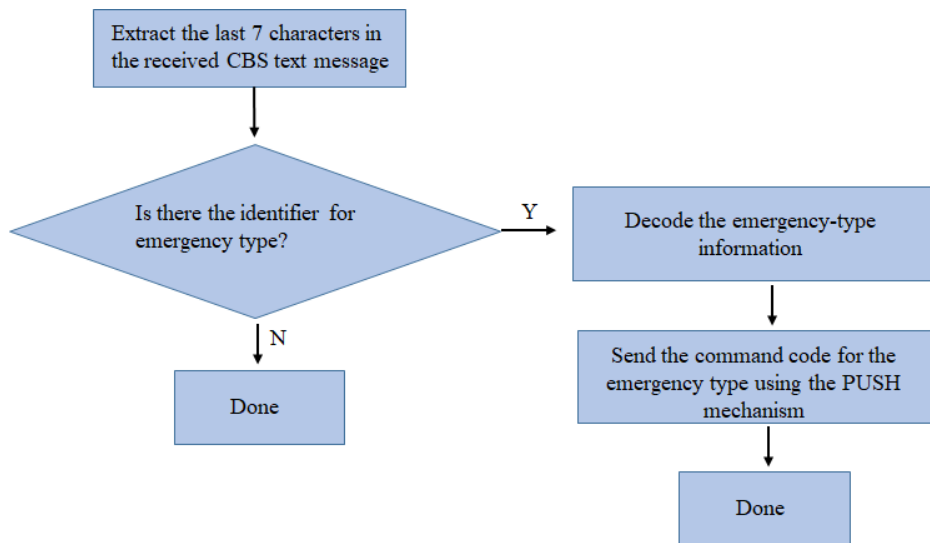 Extract the last 7 characters in
the received CBS text message
Is there the identifier for
emergency type?
Y
Decode the emergency-type
information
N
Send the command code for the
emergency type using the PUSH
mechanism
Done
Done